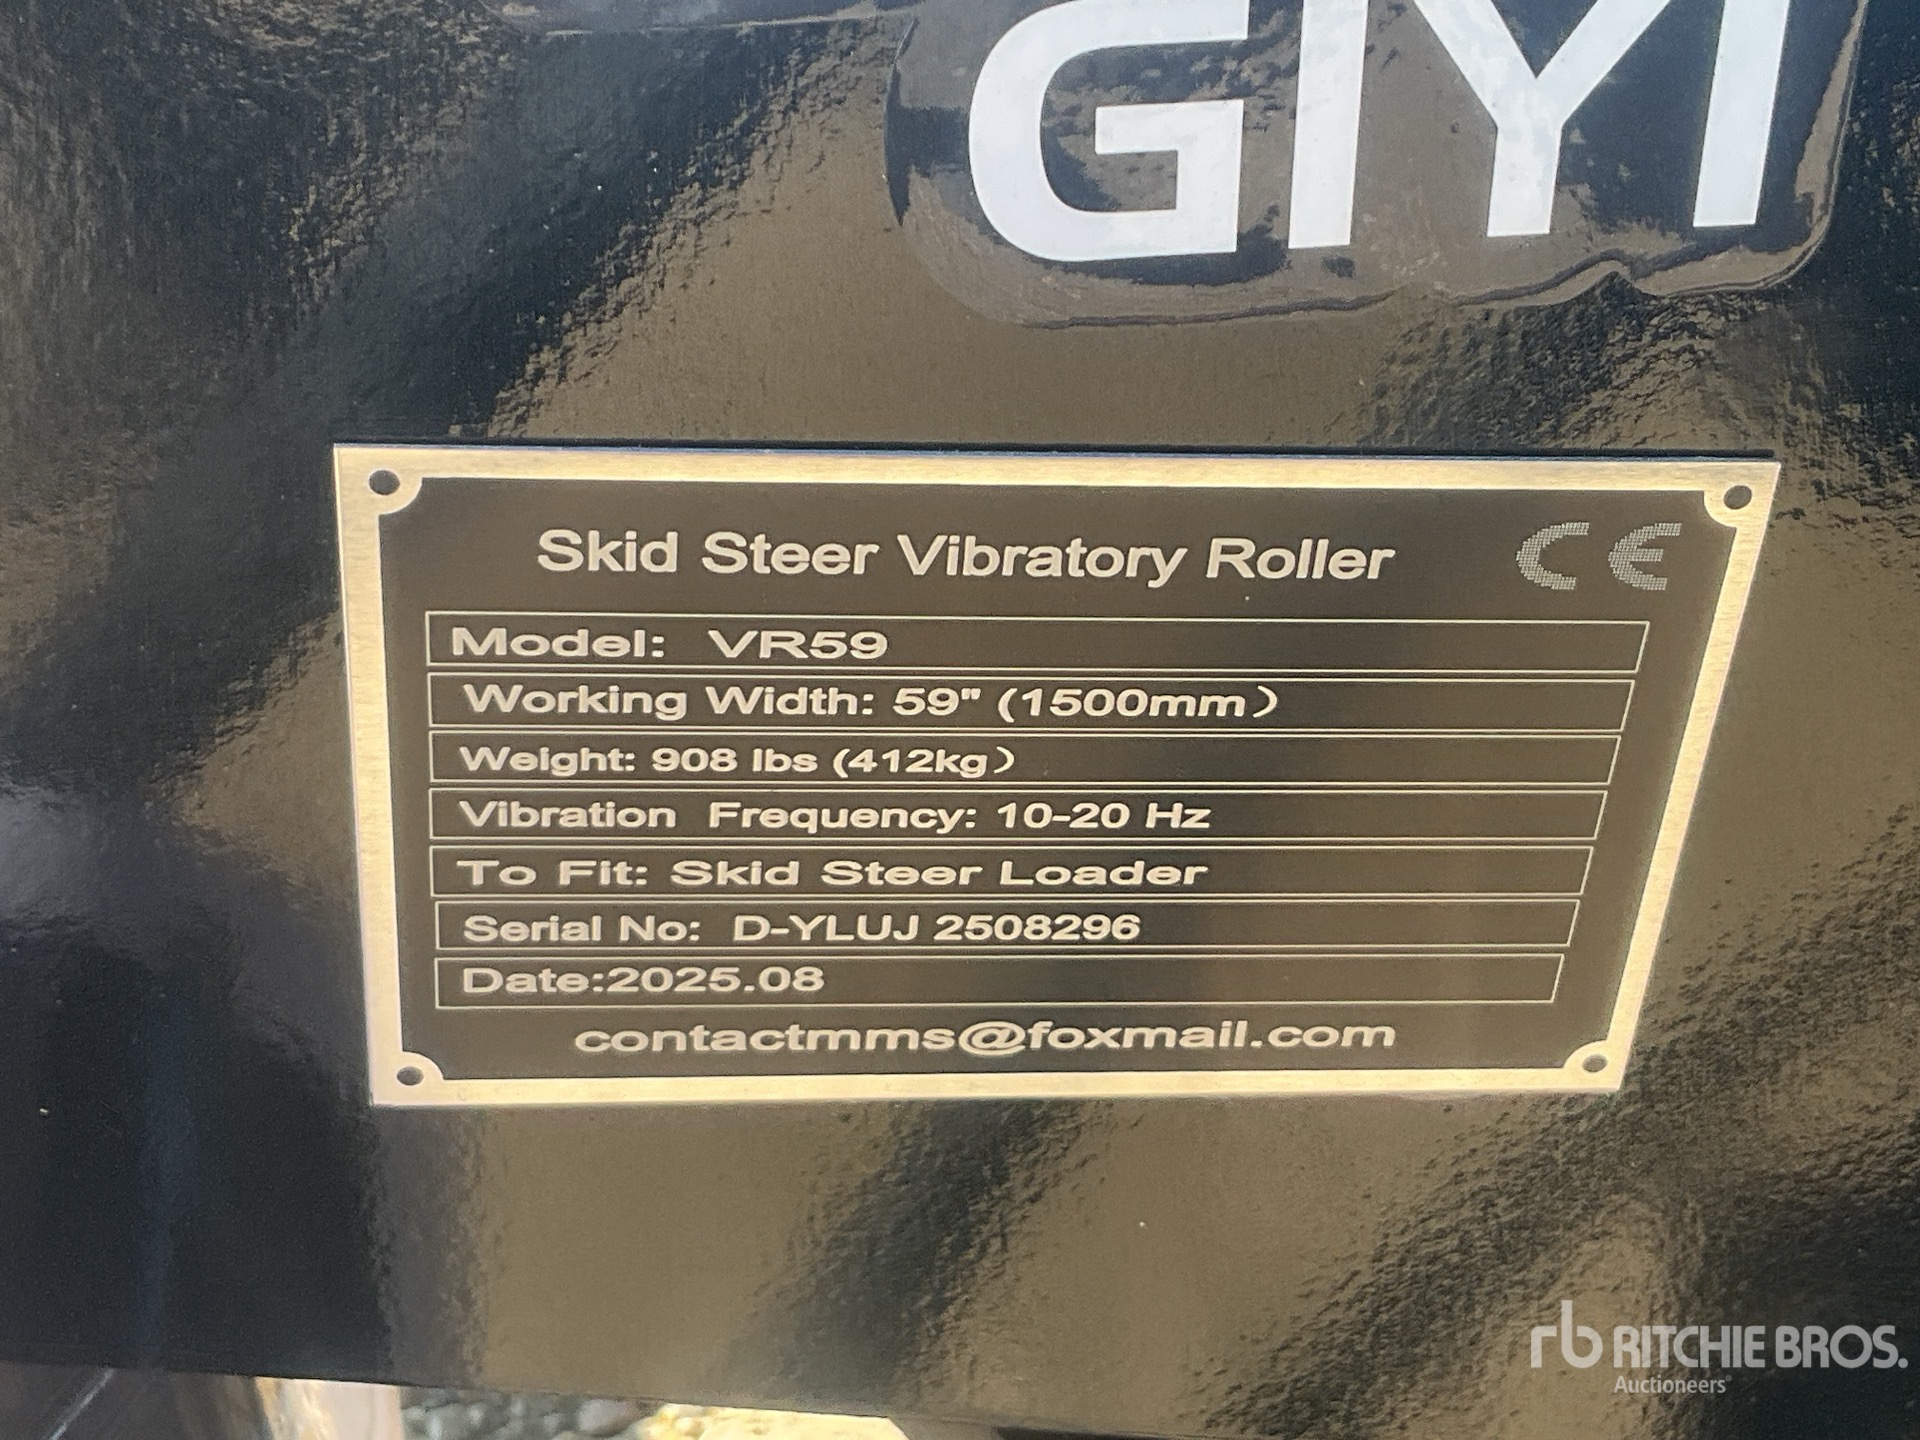 GIYI
Skid Steer Vibratory Roller CE
Model: VR59
Working Width: 59" (1500mm)
Weight: 908 lbs (412kg)
Vibration Frequency: 10-20 Hz
To Fit: Skid Steer Loader
Serial No: D-YLUJ 2508296
Date:2025.08
contactmms@foxmail.com
rb RITCHIE BROS.
Auctioneers